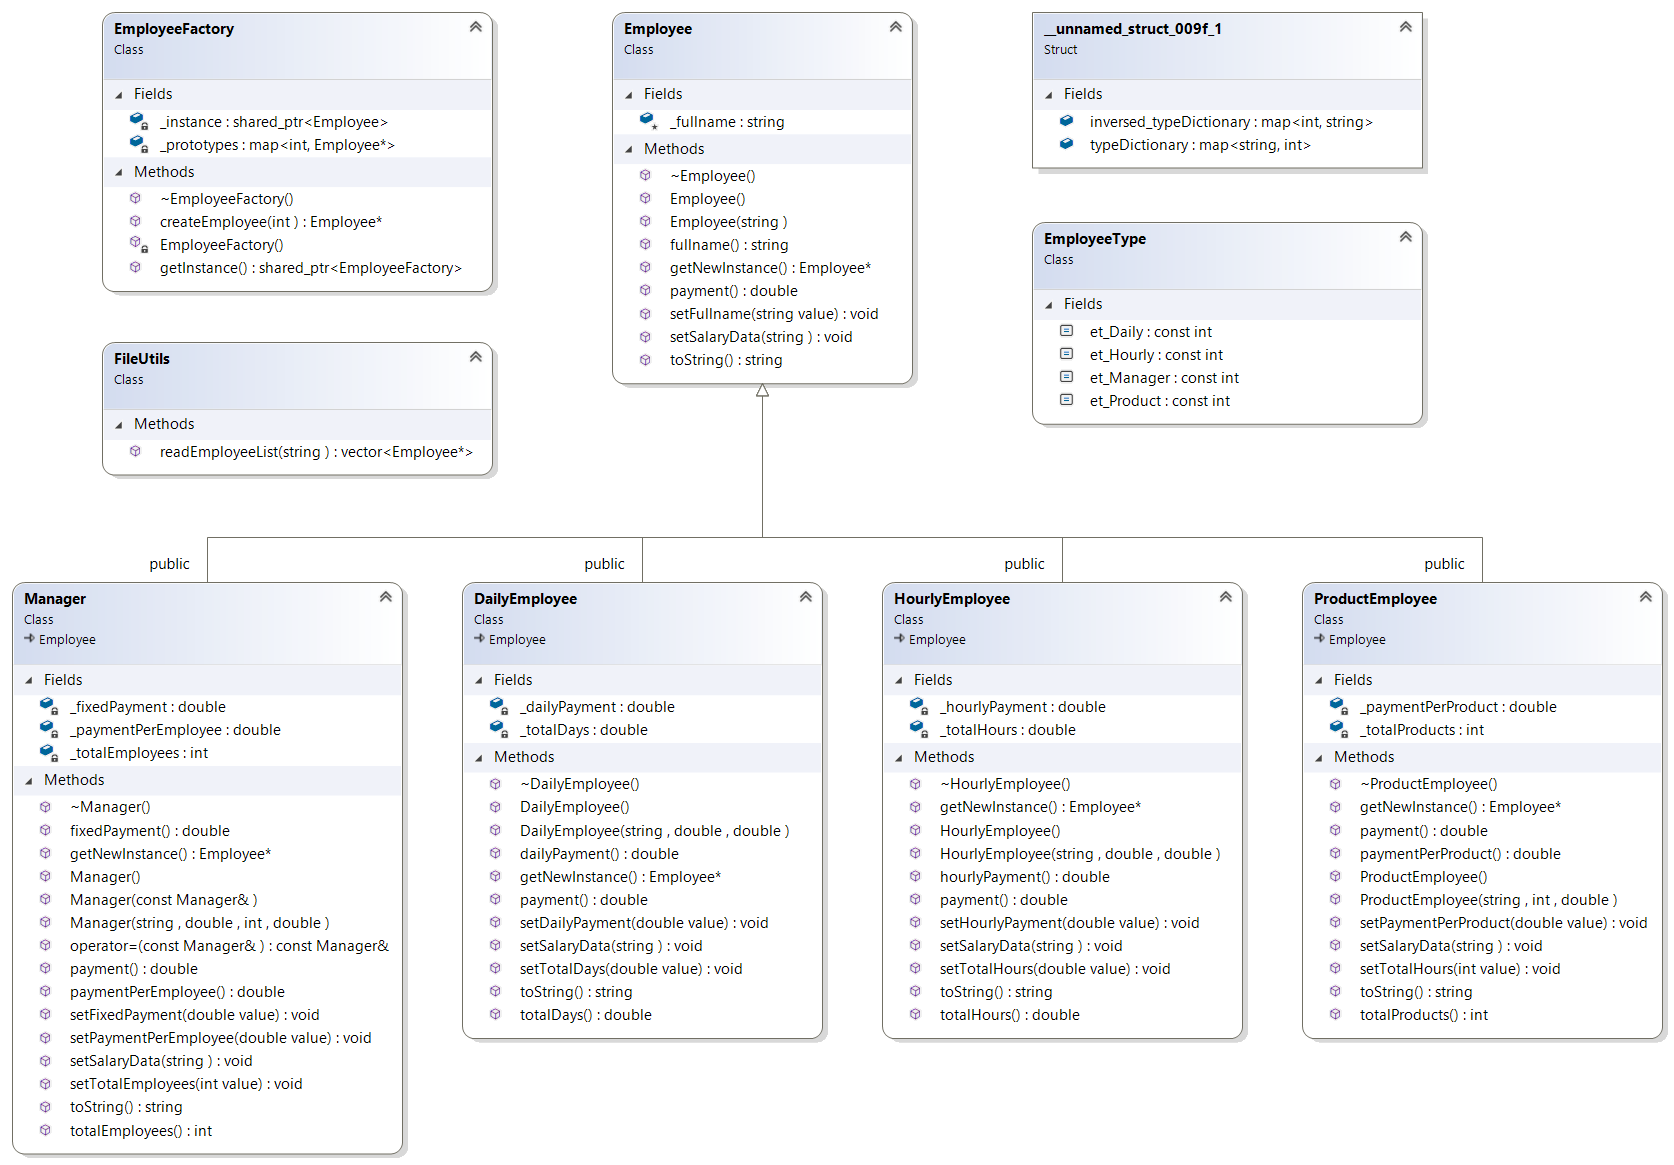 EmployeeFactory
Class
Fields
_instance : shared_ptr<Employee>
_prototypes : map<int, Employee*>
Methods
~EmployeeFactory()
createEmployee(int ) : Employee*
EmployeeFactory()
getInstance() : shared_ptr<EmployeeFactory>
FileUtils
Class
Methods
readEmployeeList(string ) : vector<Employee*>
Employee
Class
Fields
_fullname : string
Methods
~Employee()
Employee()
Employee(string )
fullname() : string
getNewInstance() : Employee*
payment() : double
setFullname(string value) : void
setSalaryData(string ) : void
toString() : string
__unnamed_struct_009f_1
Struct
Fields
inversed_typeDictionary : map<int, string>
typeDictionary : map<string, int>
EmployeeType
Class
Fields
et_Daily : const int
et_Hourly : const int
et_Manager : const int
et_Product : const int
public
public
public
public
Manager
Class
Employee
Fields
_fixedPayment : double
_paymentPerEmployee : double
_totalEmployees : int
Methods
~Manager()
fixedPayment() : double
getNewInstance() : Employee*
Manager()
Manager(const Manager& )
Manager(string , double , int , double )
operator=(const Manager& ) : const Manager&
payment() : double
paymentPerEmployee() : double
setFixedPayment(double value) : void
setPaymentPerEmployee(double value) : void
setSalaryData(string ) : void
setTotalEmployees(int value) : void
toString() : string
totalEmployees() : int
DailyEmployee
Class
Employee
Fields
_dailyPayment : double
_totalDays : double
Methods
~DailyEmployee()
DailyEmployee()
DailyEmployee(string , double , double )
dailyPayment() : double
getNewInstance() : Employee*
payment() : double
setDailyPayment(double value) : void
setSalaryData(string ) : void
setTotalDays(double value) : void
toString() : string
totalDays() : double
HourlyEmployee
Class
Employee
Fields
_hourlyPayment : double
_totalHours : double
Methods
~HourlyEmployee()
getNewInstance() : Employee*
HourlyEmployee()
HourlyEmployee(string , double , double )
hourlyPayment() : double
payment() : double
setHourlyPayment(double value) : void
setSalaryData(string ) : void
setTotalHours(double value) : void
toString() : string
totalHours() : double
ProductEmployee
Class
Employee
Fields
_paymentPerProduct : double
_totalProducts : int
Methods
~ProductEmployee()
getNewInstance() : Employee*
payment() : double
paymentPerProduct() : double
ProductEmployee()
ProductEmployee(string , int , double )
setPaymentPerProduct(double value) : void
setSalaryData(string ) : void
setTotalHours(int value) : void
toString() : string
totalProducts() : int